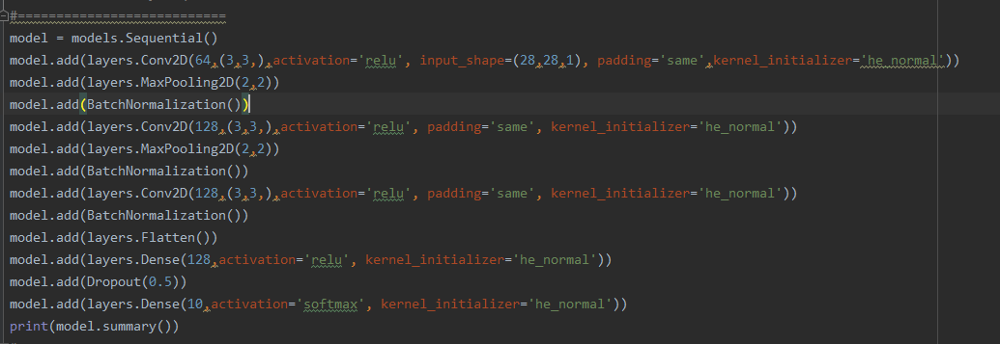 #===========================
model = models.Sequential()
model.add(layers.Conv2D(64,(3,3,),activation='relu', input_shape=(28,28,1), padding='same',kernel_initializer='he_normal'))
model.add(layers.MaxPooling2D(2,2))
model.add(BatchNormalization())
model.add(layers.Conv2D(128,(3,3,),activation='relu', padding='same', kernel_initializer='he_normal'))
model.add(layers.MaxPooling2D(2,2))
model.add(BatchNormalization())
model.add(layers.Conv2D(128,(3,3,),activation='relu', padding='same', kernel_initializer='he_normal'))
model.add(BatchNormalization())
model.add(layers.Flatten())
model.add(layers.Dense(128,activation='relu', kernel_initializer='he_normal'))
model.add(Dropout(0.5))
model.add(layers.Dense(10,activation='softmax', kernel_initializer='he_normal'))
print(model.summary())